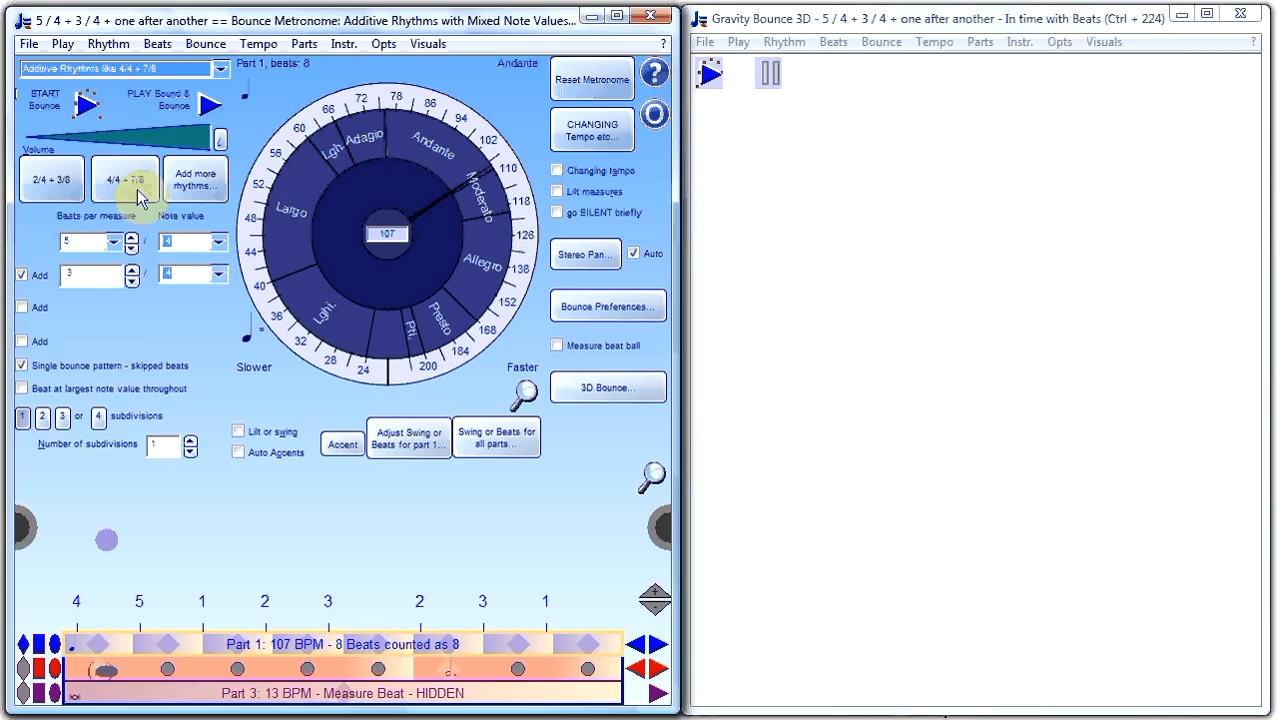 5 / 4 + 3 / 4 + one after another == Bounce Metronome: Additive Rhythms with Mixed Note Values...
File Play Rhythm Beats Bounce Tempo Parts Instr. Opts Visuals ?
Additive Rhythms like 4/4 + 7/8
Part 1, beats: 8
Andante
START Bounce
PLAY Sound & Bounce
Volume
2/4 + 3/8
4/4 + 7/8
Add more rhythms...
Beats per measure
Note value
5 / 4
Add 3 / 4
Add
Add
Single bounce pattern - skipped beats
Beat at largest note value throughout
1 2 3 or 4 subdivisions
Number of subdivisions 1
24 28 32 36 40 44 48 52 56 60 66 72 78 86 94 102 110 118 126 138 152 168 184 200
Lghl. Largo Lgh. Adagio Andante Moderato Allegro Presto Pti.
107
=
Slower
Faster
Lilt or swing
Auto Accents
Accent
Adjust Swing or Beats for part 1...
Swing or Beats for all parts...
Reset Metronome
?
CHANGING Tempo etc...
Changing tempo
Lilt measures
go SILENT briefly
Stereo Pan...
Auto
Bounce Preferences...
Measure beat ball
3D Bounce...
4 5 1 2 3 2 3 1
+
-
Part 1: 107 BPM - 8 Beats counted as 8
Part 3: 13 BPM - Measure Beat - HIDDEN
Gravity Bounce 3D - 5 / 4 + 3 / 4 + one after another - In time with Beats (Ctrl + 224)
File Play Rhythm Beats Bounce Tempo Parts Instr. Opts Visuals ?